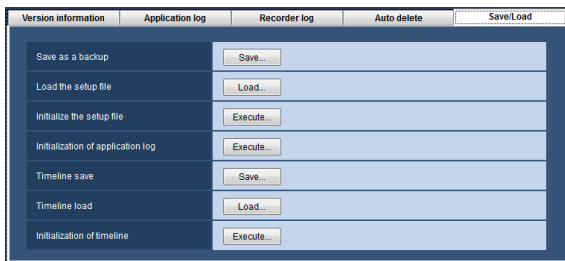 Version information Application log Recorder log Auto delete Save/Load
Save as a backup Save...
Load the setup file Load...
Initialize the setup file Execute...
Initialization of application log Execute...
Timeline save Save...
Timeline load Load...
Initialization of timeline Execute...